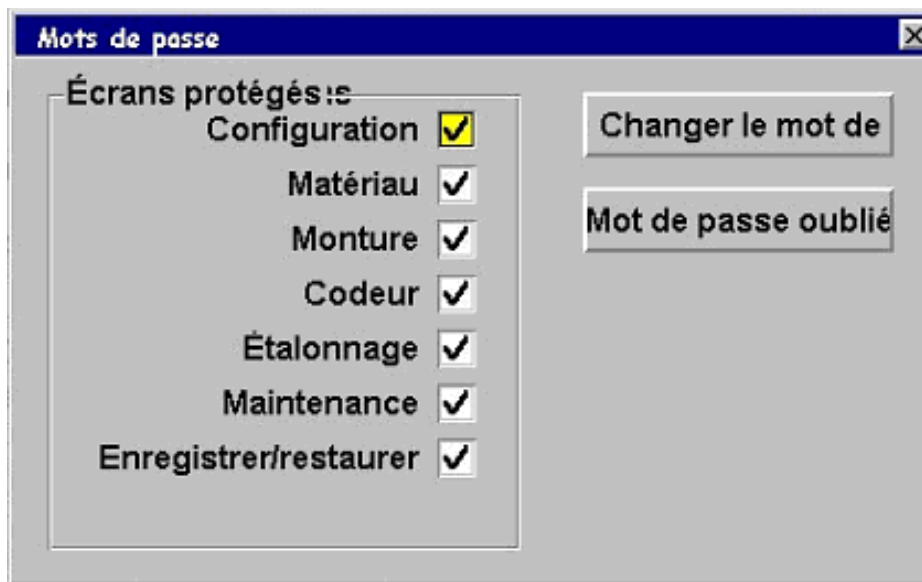 Mots de passe
Écrans protégés
Configuration
Matériau
Monture
Codeur
Étalonnage
Maintenance
Enregistrer/restaurer
Changer le mot de
Mot de passe oublié